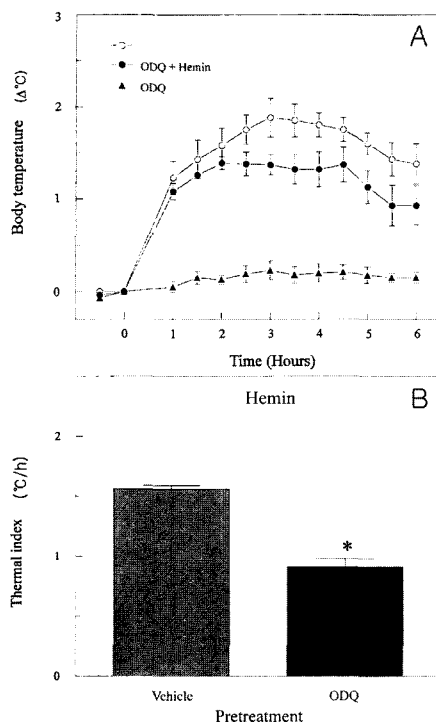 3
A
ODQ + Hemin
ODQ
2
Body temperature (Δ℃)
1
0
0 1 2 3 4 5 6
Time (Hours)
Hemin
B
2
Thermal index (℃/h)
1
*
0
Vehicle ODQ
Pretreatment